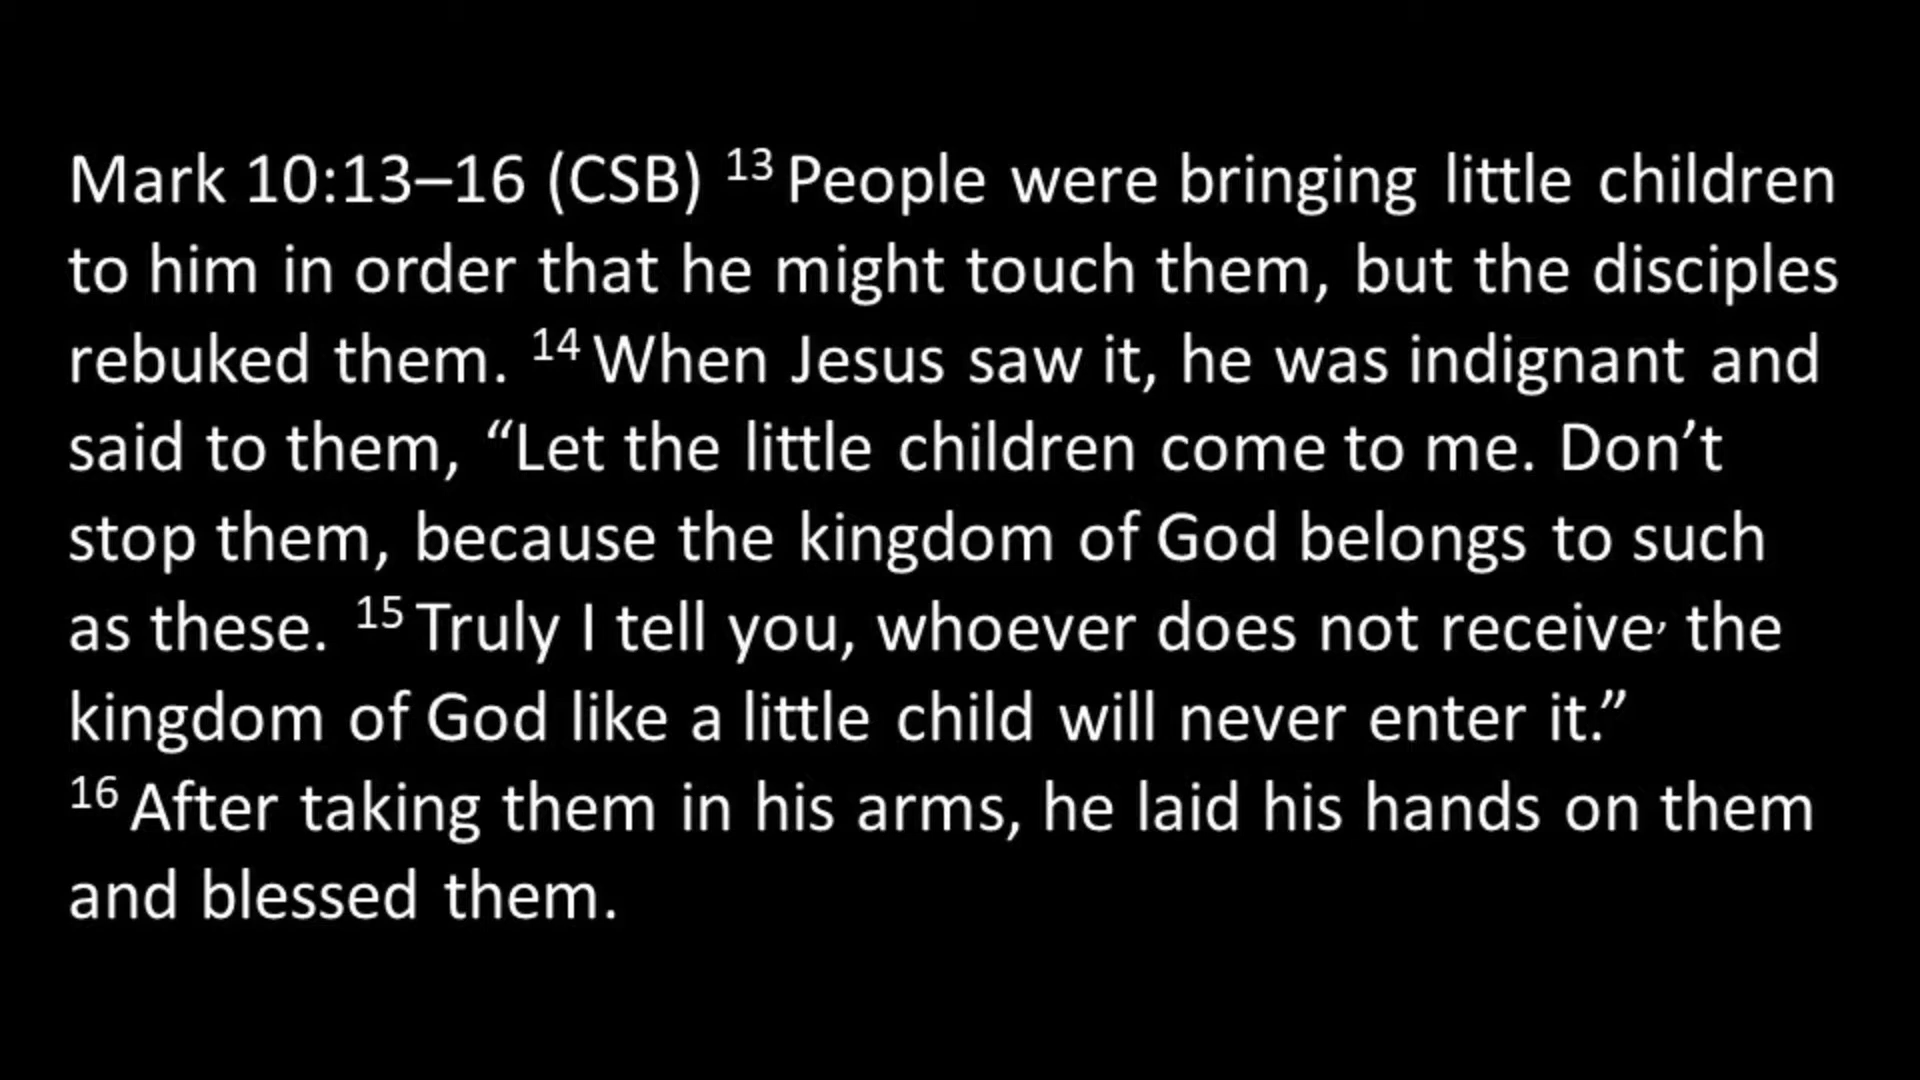 Mark 10:13–16 (CSB) 13 People were bringing little children
to him in order that he might touch them, but the disciples
rebuked them. 14 When Jesus saw it, he was indignant and
said to them, “Let the little children come to me. Don’t
stop them, because the kingdom of God belongs to such
as these. 15 Truly I tell you, whoever does not receive, the
kingdom of God like a little child will never enter it.”
16 After taking them in his arms, he laid his hands on them
and blessed them.